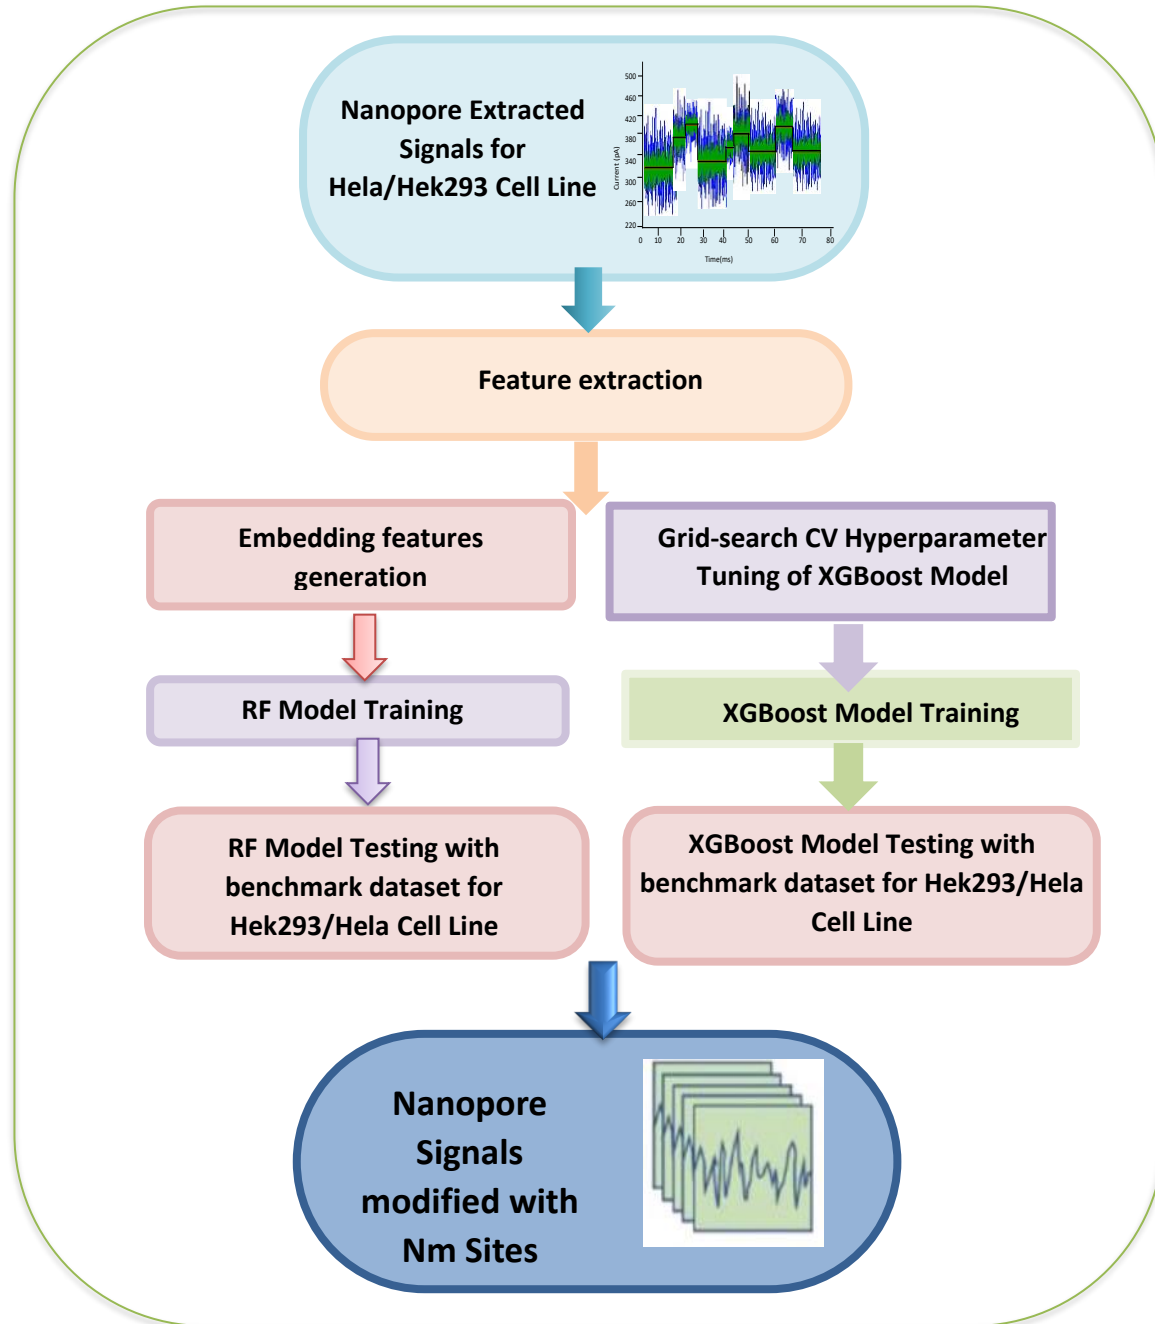 Nanopore Extracted
Signals for
Hela/Hek293 Cell Line
Current (pA)
500
460
420
380
340
300
260
220
0 10 20 30 40 50 60 70 80
Time(ms)
Feature extraction
Embedding features
generation
Grid-search CV Hyperparameter
Tuning of XGBoost Model
RF Model Training
XGBoost Model Training
RF Model Testing with
benchmark dataset for
Hek293/Hela Cell Line
XGBoost Model Testing with
benchmark dataset for Hek293/Hela
Cell Line
Nanopore
Signals
modified with
Nm Sites